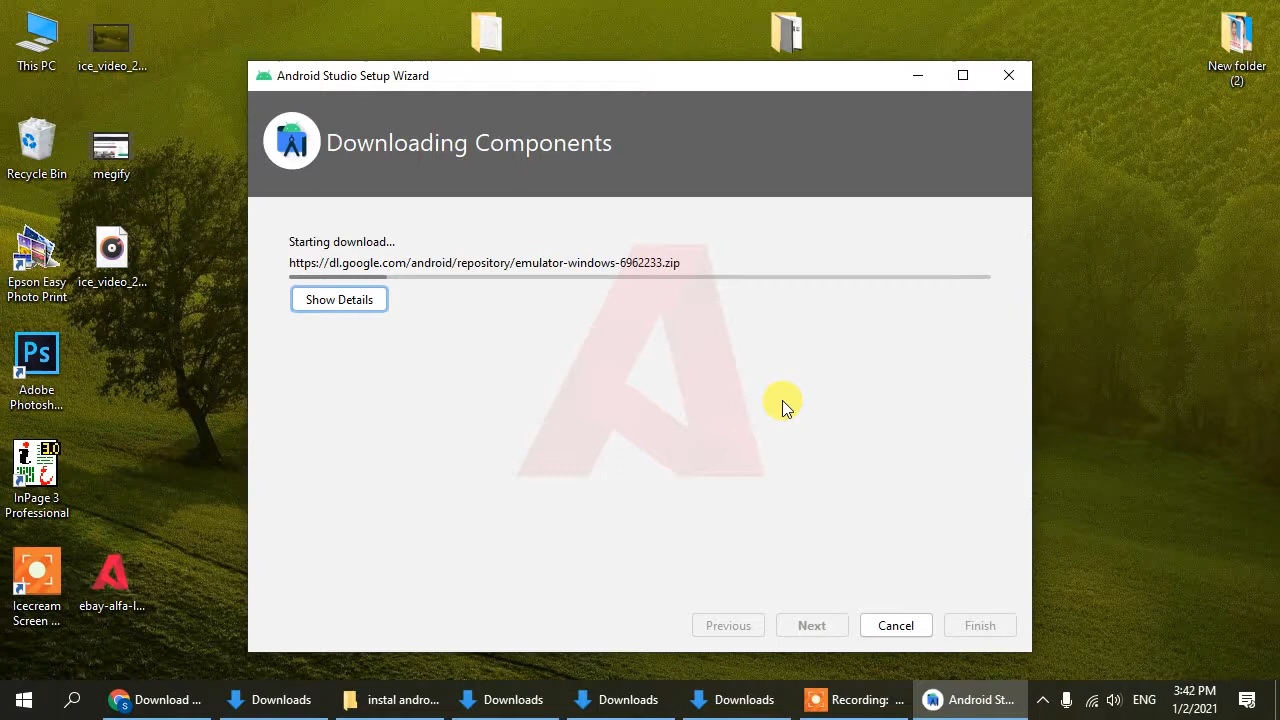 This PC
ice_video_2...
New folder
(2)
Android Studio Setup Wizard
Downloading Components
Recycle Bin
megify
Starting download...
https://dl.google.com/android/repository/emulator-windows-6962233.zip
Show Details
Epson Easy
Photo Print
ice_video_2...
Ps
Adobe
Photosh...
3.0
InPage 3
Professional
Icecream
Screen ...
ebay-alfa-l...
Previous
Next
Cancel
Finish
Download ...
Downloads
instal andro...
Downloads
Downloads
Downloads
Recording: ...
Android St...
ENG
3:42 PM
1/2/2021